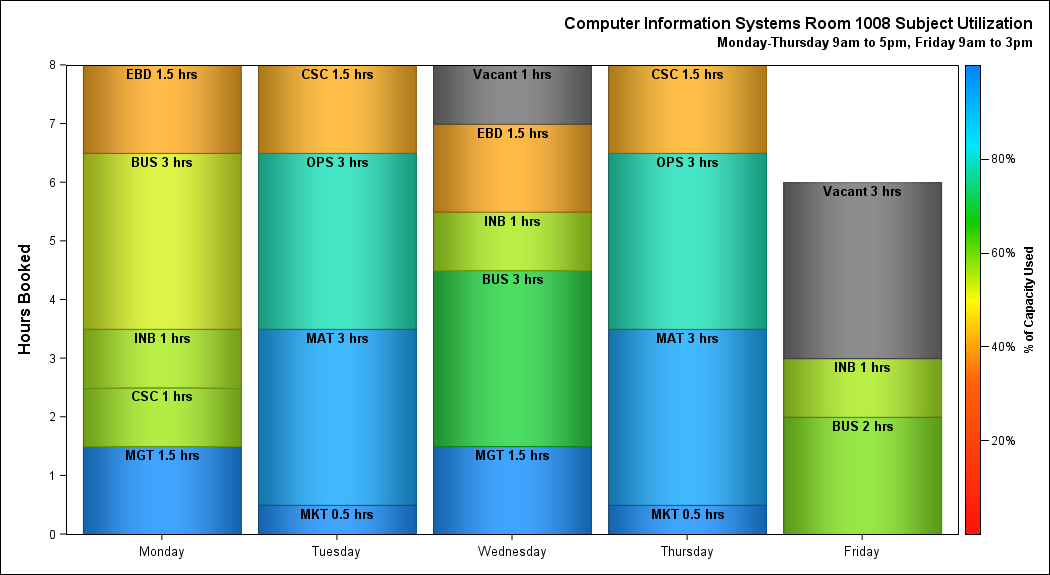 Computer Information Systems Room 1008 Subject Utilization
Monday-Thursday 9am to 5pm, Friday 9am to 3pm
Hours Booked
8
7
6
5
4
3
2
1
0
EBD 1.5 hrs
BUS 3 hrs
INB 1 hrs
CSC 1 hrs
MGT 1.5 hrs
CSC 1.5 hrs
OPS 3 hrs
MAT 3 hrs
MKT 0.5 hrs
Vacant 1 hrs
EBD 1.5 hrs
INB 1 hrs
BUS 3 hrs
MGT 1.5 hrs
CSC 1.5 hrs
OPS 3 hrs
MAT 3 hrs
MKT 0.5 hrs
Vacant 3 hrs
INB 1 hrs
BUS 2 hrs
Monday
Tuesday
Wednesday
Thursday
Friday
80%
60%
40%
20%
% of Capacity Used